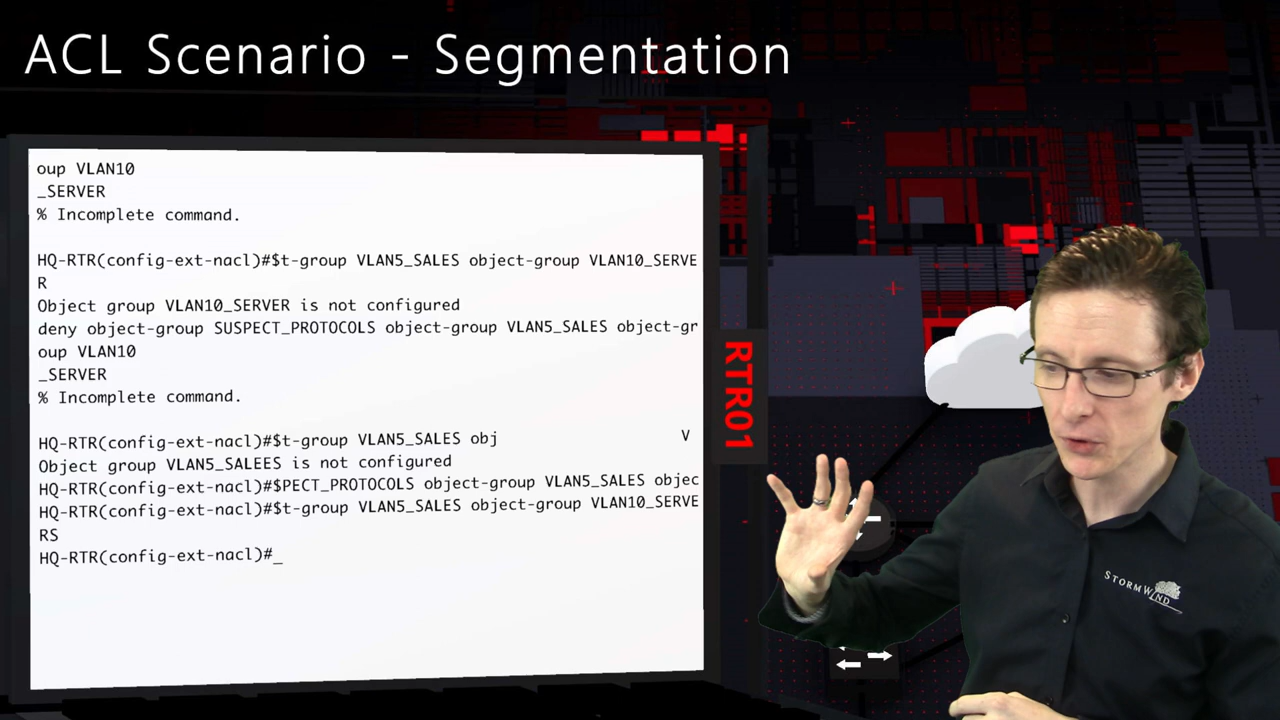 ACL Scenario - Segmentation
oup VLAN10
_SERVER
% Incomplete command.
HQ-RTR(config-ext-nacl)#$t-group VLAN5_SALES object-group VLAN10_SERVE
R
Object group VLAN10_SERVER is not configured
deny object-group SUSPECT_PROTOCOLS object-group VLAN5_SALES object-gr
oup VLAN10
_SERVER
% Incomplete command.
HQ-RTR(config-ext-nacl)#$t-group VLAN5_SALES obj V
Object group VLAN5_SALEES is not configured
HQ-RTR(config-ext-nacl)#$PECT_PROTOCOLS object-group VLAN5_SALES objec
HQ-RTR(config-ext-nacl)#$t-group VLAN5_SALES object-group VLAN10_SERVE
RS
HQ-RTR(config-ext-nacl)#_
RTR01
STORMWIND